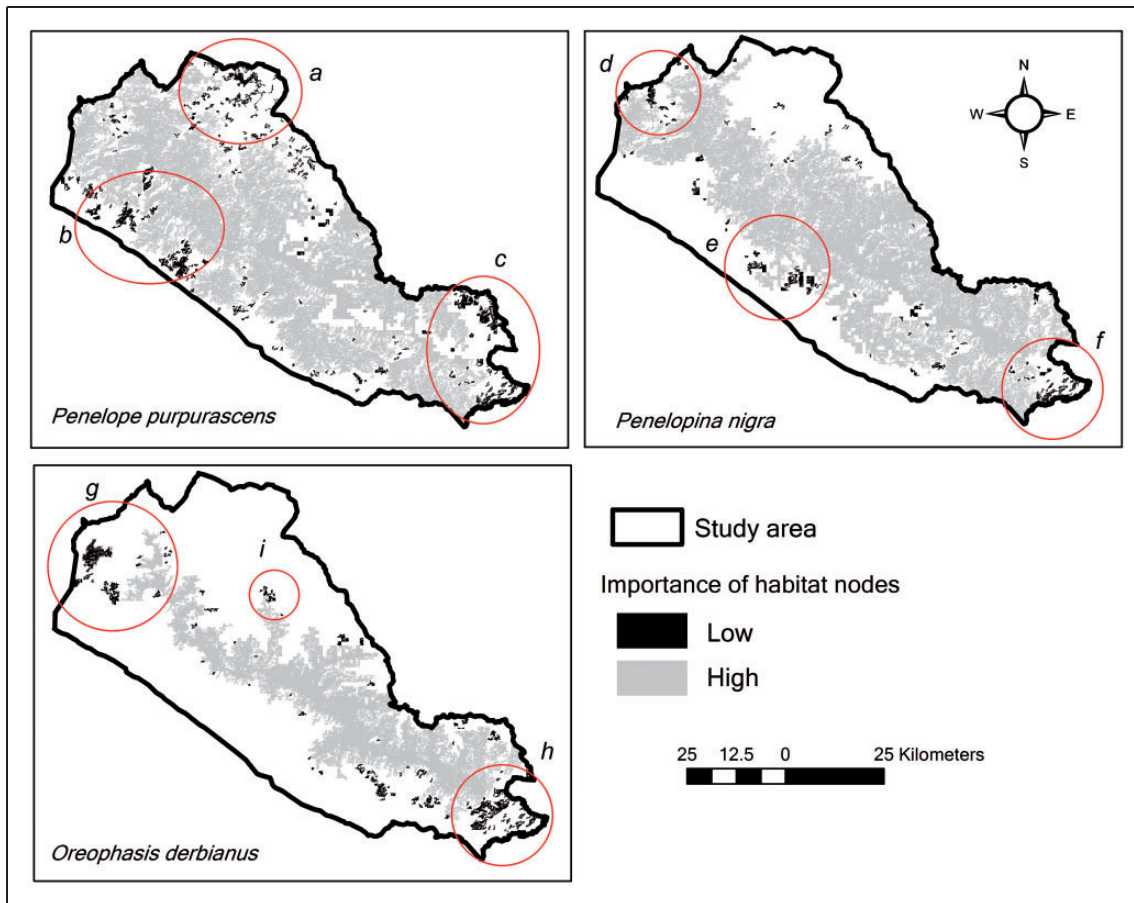 a
b
c
Penelope purpurascens
d
e
f
N
W E
S
Penelopina nigra
g
i
h
Oreophasis derbianus
Study area
Importance of habitat nodes
Low
High
25 12.5 0 25 Kilometers